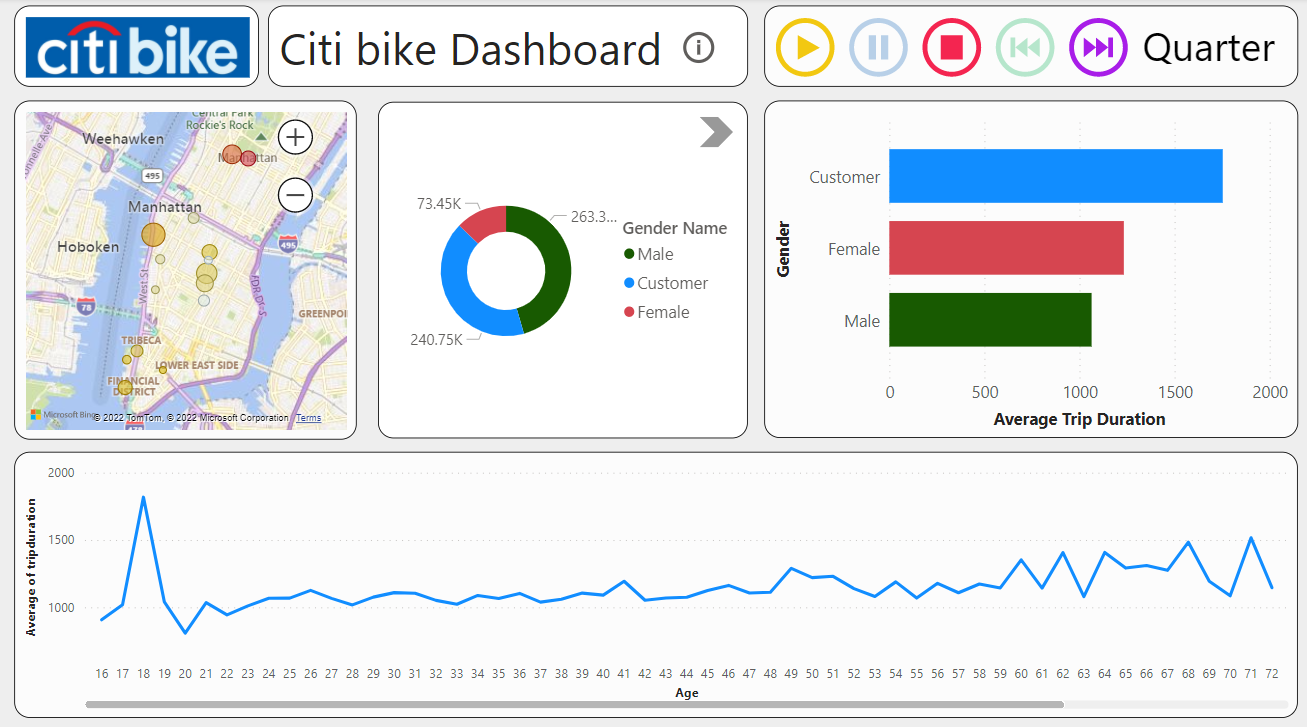 citi bike
Citi bike Dashboard
Quarter
Central Park
Rockie's Rock
Weehawken
Manhattan
495
Manhattan
Hoboken
495
West St
FDR Dr S
78
GREENPOI
TRIBECA
LOWER EAST SIDE
FINANCIAL
DISTRICT
Microsoft Bing
© 2022 TomTom, © 2022 Microsoft Corporation Terms
73.45K
263.3...
240.75K
Gender Name
Male
Customer
Female
Gender
Customer
Female
Male
0 500 1000 1500 2000
Average Trip Duration
Average of tripduration
2000
1500
1000
16 17 18 19 20 21 22 23 24 25 26 27 28 29 30 31 32 33 34 35 36 37 38 39 40 41 42 43 44 45 46 47 48 49 50 51 52 53 54 55 56 57 58 59 60 61 62 63 64 65 66 67 68 69 70 71 72
Age